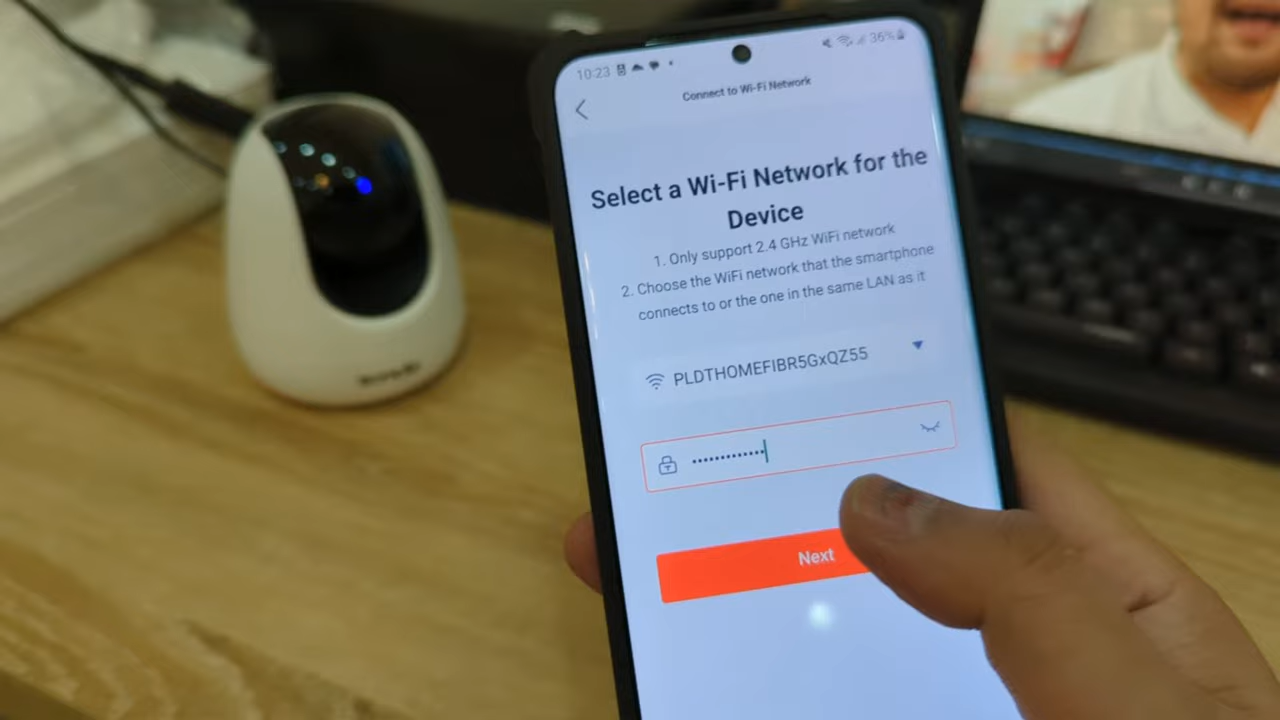 10:23
36%
Connect to Wi-Fi Network
Select a Wi-Fi Network for the
Device
1. Only support 2.4 GHz WiFi network
2. Choose the WiFi network that the smartphone
connects to or the one in the same LAN as it
PLDTHOMEFIBR5GxQZ55
Next